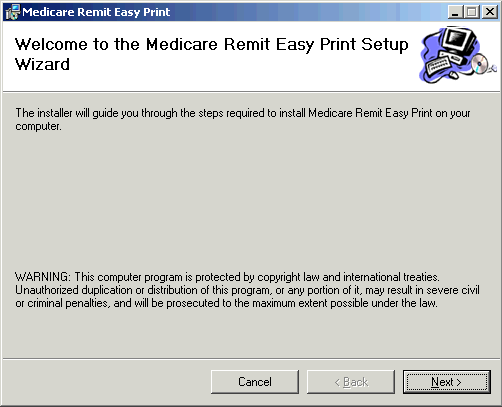 Medicare Remit Easy Print
Welcome to the Medicare Remit Easy Print Setup
Wizard
The installer will guide you through the steps required to install Medicare Remit Easy Print on your
computer.
WARNING: This computer program is protected by copyright law and international treaties.
Unauthorized duplication or distribution of this program, or any portion of it, may result in severe civil
or criminal penalties, and will be prosecuted to the maximum extent possible under the law.
Cancel
< Back
Next >